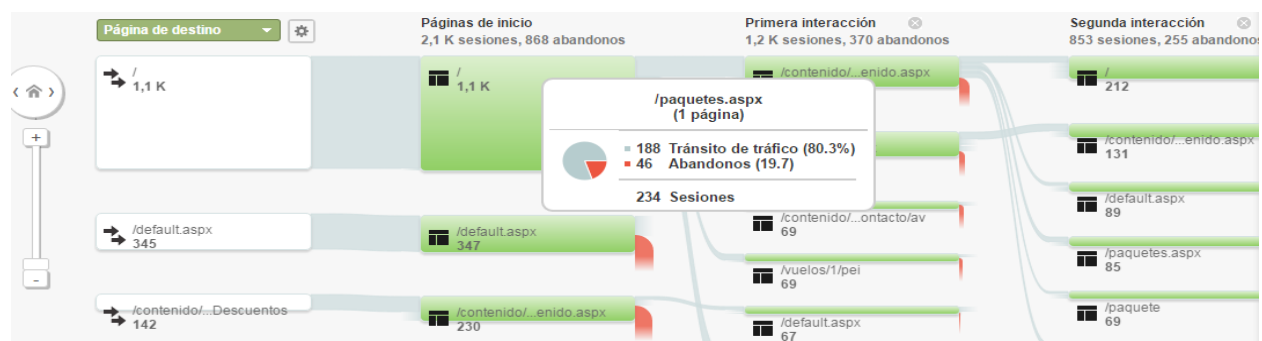 Página de destino
Páginas de inicio
2,1 K sesiones, 868 abandonos
Primera interacción
1,2 K sesiones, 370 abandonos
Segunda interacción
853 sesiones, 255 abandonos
/
1,1 K
/default.aspx
345
/contenido/...Descuentos
142
/
1,1 K
/default.aspx
347
/contenido/...enido.aspx
230
/contenido/...enido.aspx
/paquetes.aspx
(1 página)
188 Tránsito de tráfico (80.3%)
46 Abandonos (19.7)
234 Sesiones
/contenido/...ontacto/av
69
/vuelos/1/pei
69
/default.aspx
67
/
212
/contenido/...enido.aspx
131
/default.aspx
89
/paquetes.aspx
85
/paquete
69
+
-